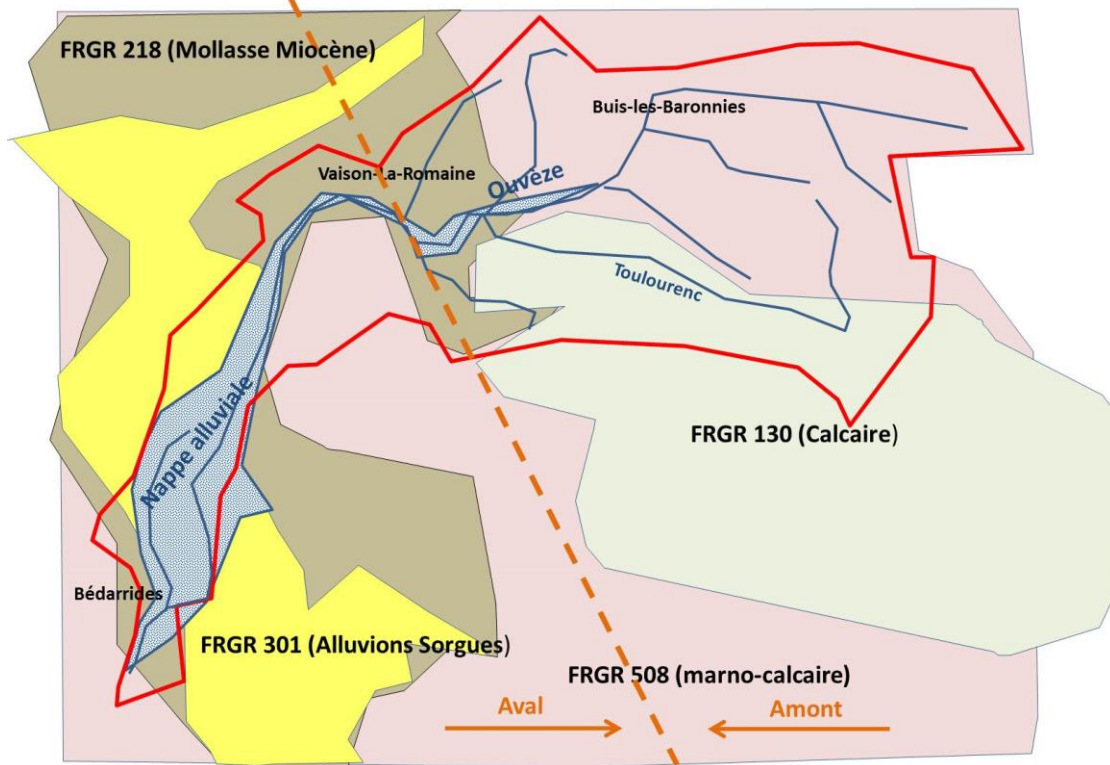 FRGR 218 (Mollasse Miocène)
Buis-les-Baronnies
Vaison-La-Romaine
Ouvèze
Toulourenc
Nappe alluviale
FRGR 130 (Calcaire)
Bédarrides
FRGR 301 (Alluvions Sorgues)
FRGR 508 (marno-calcaire)
Aval
Amont